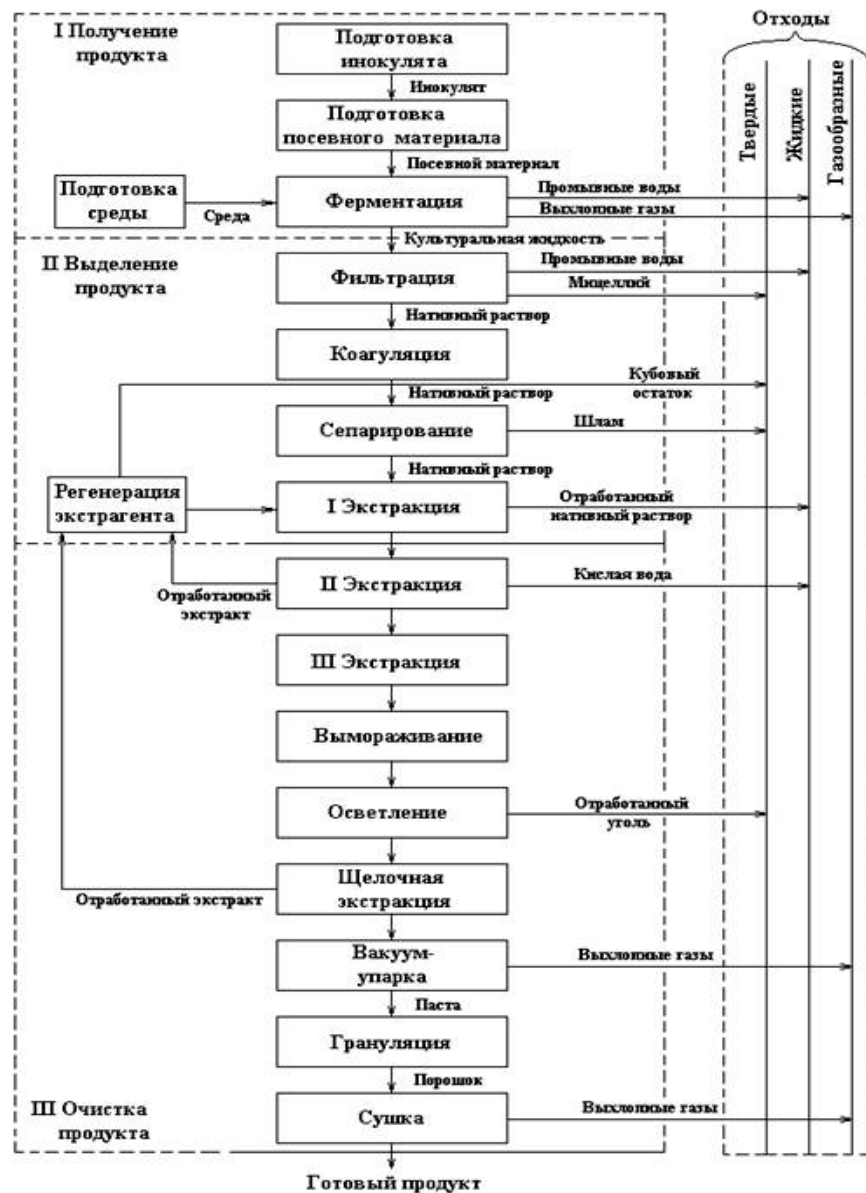 Отходы
I Получение
продукта
Подготовка
инокулята
Инокулят
Подготовка
посевного материала
Посевной материал
Твердые
Жидкие
Газообразные
Подготовка
среды
Среда
Ферментация
Промывные воды
Выхлопные газы
Культуральная жидкость
II Выделение
продукта
Фильтрация
Промывные воды
Мицеллий
Нативный раствор
Коагуляция
Нативный раствор
Кубовый
остаток
Сепарирование
Шлам
Нативный раствор
Регенерация
экстрагента
I Экстракция
Отработанный
нативный раствор
II Экстракция
Кислая вода
Отработанный
экстракт
III Экстракция
Вымораживание
Осветление
Отработанный
уголь
Щелочная
экстракция
Отработанный экстракт
Вакуум-
упарка
Выхлопные газы
Паста
Грануляция
Порошок
III Очистка
продукта
Сушка
Выхлопные газы
Готовый продукт